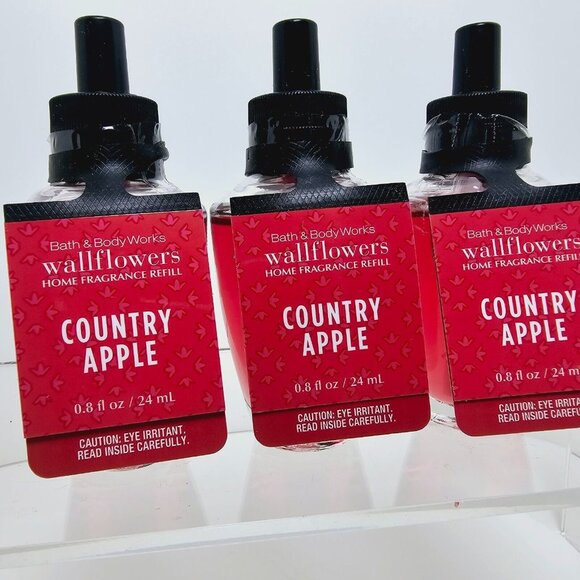 Bath & Body Works
wallflowers
HOME FRAGRANCE REFILL
COUNTRY
APPLE
0.8 fl oz / 24 mL
CAUTION: EYE IRRITANT.
READ INSIDE CAREFULLY.
Bath & Body Works
wallflowers
HOME FRAGRANCE REFILL
COUNTRY
APPLE
0.8 fl oz / 24 mL
CAUTION: EYE IRRITANT.
READ INSIDE CAREFULLY.
Bath & Body Works
wallflowers
HOME FRAGRANCE REFILL
COUNTRY
APPLE
0.8 fl oz / 24 mL
CAUTION: EYE
READ INSIDE CAREFULLY.